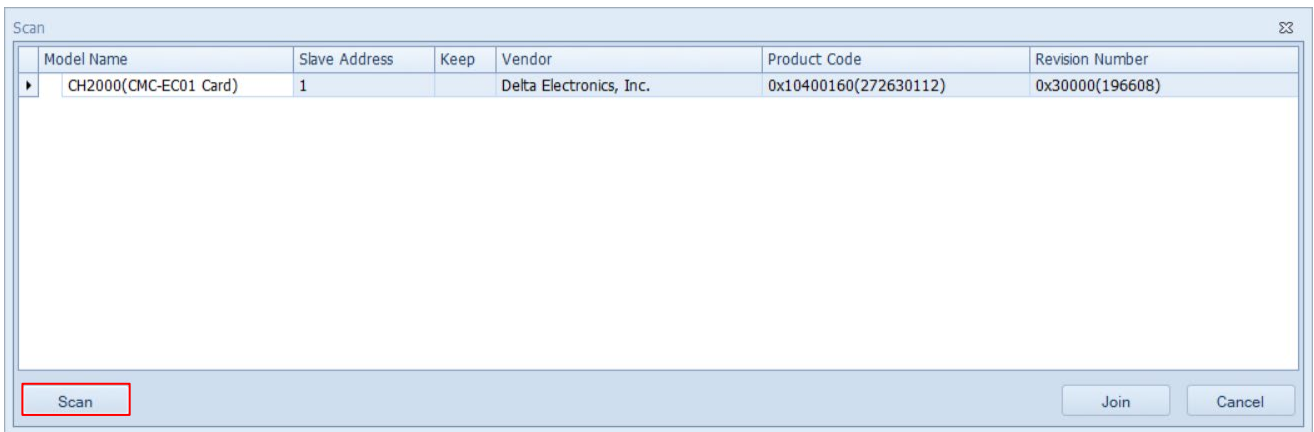 Scan
Model Name Slave Address Keep Vendor Product Code Revision Number
CH2000(CMC-EC01 Card) 1 Delta Electronics, Inc. 0x10400160(272630112) 0x30000(196608)
Scan Join Cancel